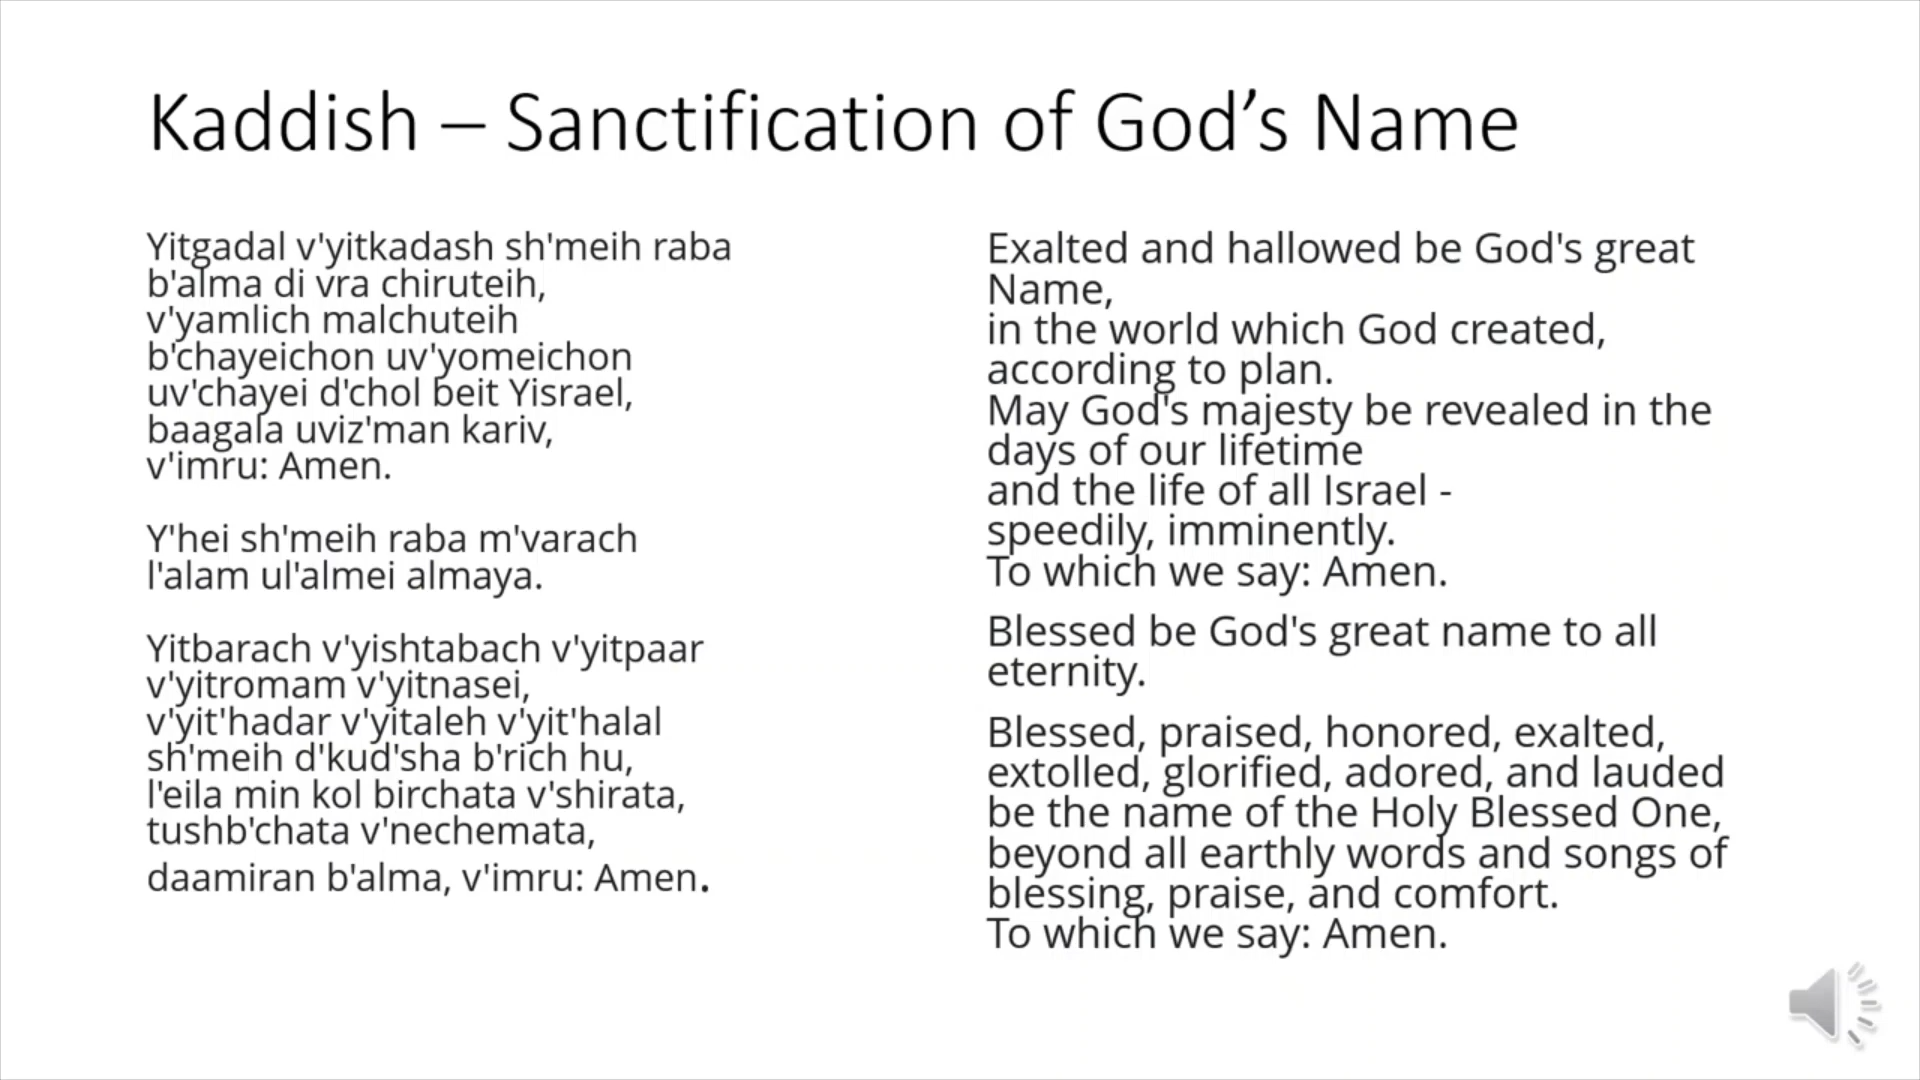 Kaddish – Sanctification of God’s Name
Yitgadal v'yitkadash sh'meih raba
b'alma di vra chiruteih,
v'yamlich malchuteih
b'chayeichon uv'yomeichon
uv'chayei d'chol beit Yisrael,
baagala uviz'man kariv,
v'imru: Amen.
Y'hei sh'meih raba m'varach
l'alam ul'almei almaya.
Yitbarach v'yishtabach v'yitpaar
v'yitromam v'yitnasei,
v'yit'hadar v'yitaleh v'yit'halal
sh'meih d'kud'sha b'rich hu,
l'eila min kol birchata v'shirata,
tushb'chata v'nechemata,
daamiran b'alma, v'imru: Amen.
Exalted and hallowed be God's great
Name,
in the world which God created,
according to plan.
May God's majesty be revealed in the
days of our lifetime
and the life of all Israel -
speedily, imminently.
To which we say: Amen.
Blessed be God's great name to all
eternity.
Blessed, praised, honored, exalted,
extolled, glorified, adored, and lauded
be the name of the Holy Blessed One,
beyond all earthly words and songs of
blessing, praise, and comfort.
To which we say: Amen.